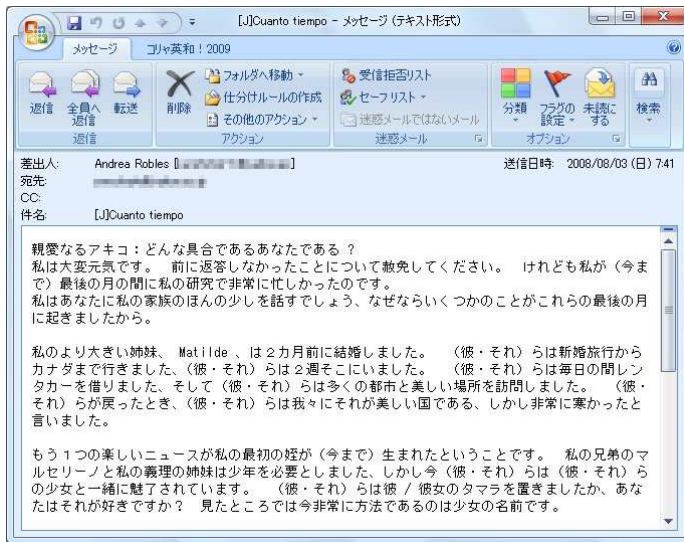 [J]Cuanto tiempo - メッセージ (テキスト形式)
メッセージ コリャ英和！2009
返信 全員へ返信 転送 削除 フォルダへ移動 仕分けルールの作成 その他のアクション 受信拒否リスト セーフ リスト 迷惑メールではないメール 分類 フラグの設定 未読にする 検索
返信 アクション 迷惑メール オプション
差出人: Andrea Robles [ ] 送信日時: 2008/08/03 (日) 7:41
宛先:
CC:
件名: [J]Cuanto tiempo
親愛なるアキコ：どんな具合であるあなたである ？
私は大変元気です。 前に返答しなかったことについて赦免してください。 けれども私が（今ま
で）最後の月の間に私の研究で非常に忙しかったのです。
私はあなたに私の家族のほんの少しを話すでしょう、なぜならいくつかのことがこれらの最後の月
に起きましたから。
私のより大きい姉妹、 Matilde 、は２カ月前に結婚しました。 （彼・それ）らは新婚旅行から
カナダまで行きました、（彼・それ）らは２週そこにいました。 （彼・それ）らは毎日の間レン
タカーを借りました、そして（彼・それ）らは多くの都市と美しい場所を訪問しました。 （彼・
それ）らが戻ったとき、（彼・それ）らは我々にそれが美しい国である、しかし非常に寒かったと
言いました。
もう１つの楽しいニュースが私の最初の姪が（今まで）生まれたということです。 私の兄弟のマ
ルセリーノと私の義理の姉妹は少年を必要としました、しかし今（彼・それ）らは（彼・それ）ら
の少女と一緒に魅了されています。 （彼・それ）らは彼 / 彼女のタマラを置きましたか、あな
たはそれが好きですか？ 見たところでは今非常に方法であるのは少女の名前です。